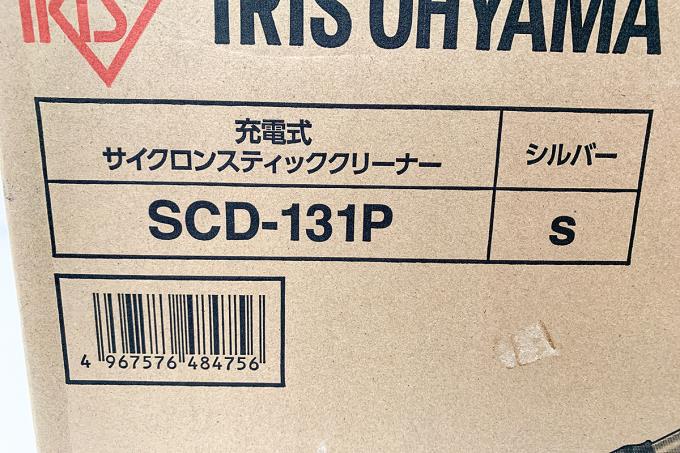 IRIS
IRIS OHYAMA
充電式
サイクロンスティッククリーナー
シルバー
SCD-131P
S
4 967576 484756